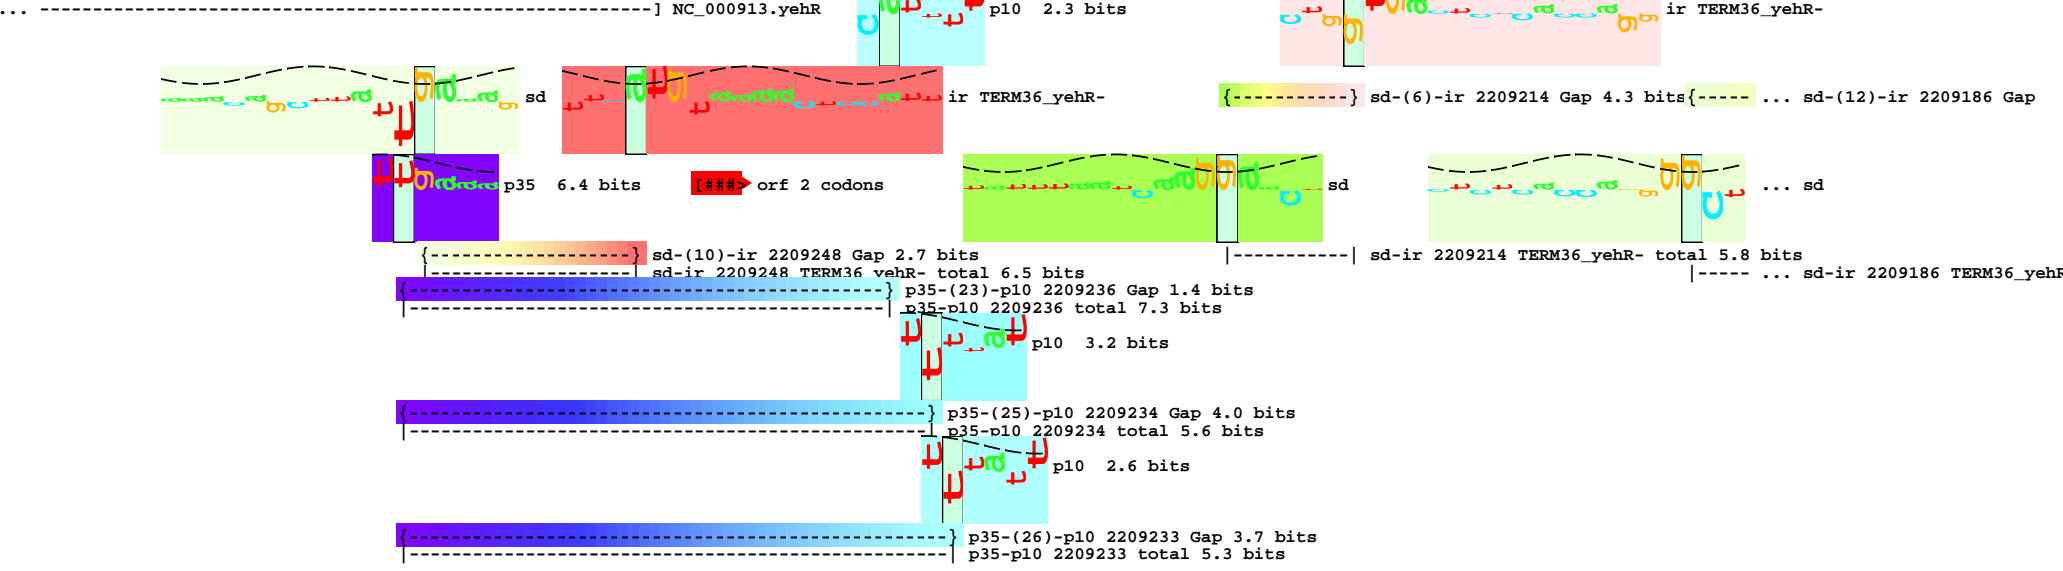 ... ---------------------------------------------------------] NC_000913.yehR
p10 2.3 bits
ir TERM36_yehR-
sd
ir TERM36_yehR-
{-----------} sd-(6)-ir 2209214 Gap 4.3 bits
{----- ... sd-(12)-ir 2209186 Gap
p35 6.4 bits
[###> orf 2 codons
sd
... sd
{-------------------} sd-(10)-ir 2209248 Gap 2.7 bits
|-----------| sd-ir 2209214 TERM36_yehR- total 5.8 bits
|-------------------| sd-ir 2209248 TERM36_yehR- total 6.5 bits
|----- ... sd-ir 2209186 TERM36_yehR
{---------------------------------------------} p35-(23)-p10 2209236 Gap 1.4 bits
|---------------------------------------------| p35-p10 2209236 total 7.3 bits
p10 3.2 bits
{-------------------------------------------------} p35-(25)-p10 2209234 Gap 4.0 bits
|-------------------------------------------------| p35-p10 2209234 total 5.6 bits
p10 2.6 bits
{---------------------------------------------------} p35-(26)-p10 2209233 Gap 3.7 bits
|---------------------------------------------------| p35-p10 2209233 total 5.3 bits